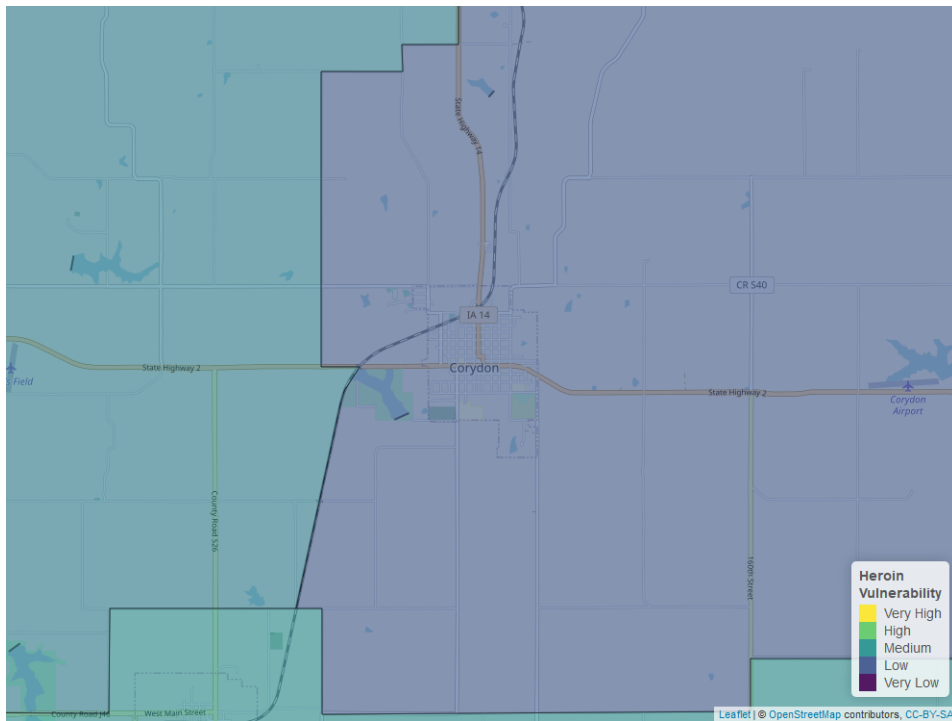 State Highway 14
CR S40
IA 14
State Highway 2
Corydon
s Field
State Highway 2
Corydon
Airport
County Road S26
160th Street
Heroin
Vulnerability
Very High
High
Medium
Low
Very Low
County Road J46
West Main Street
Leaflet | © OpenStreetMap contributors, CC-BY-SA